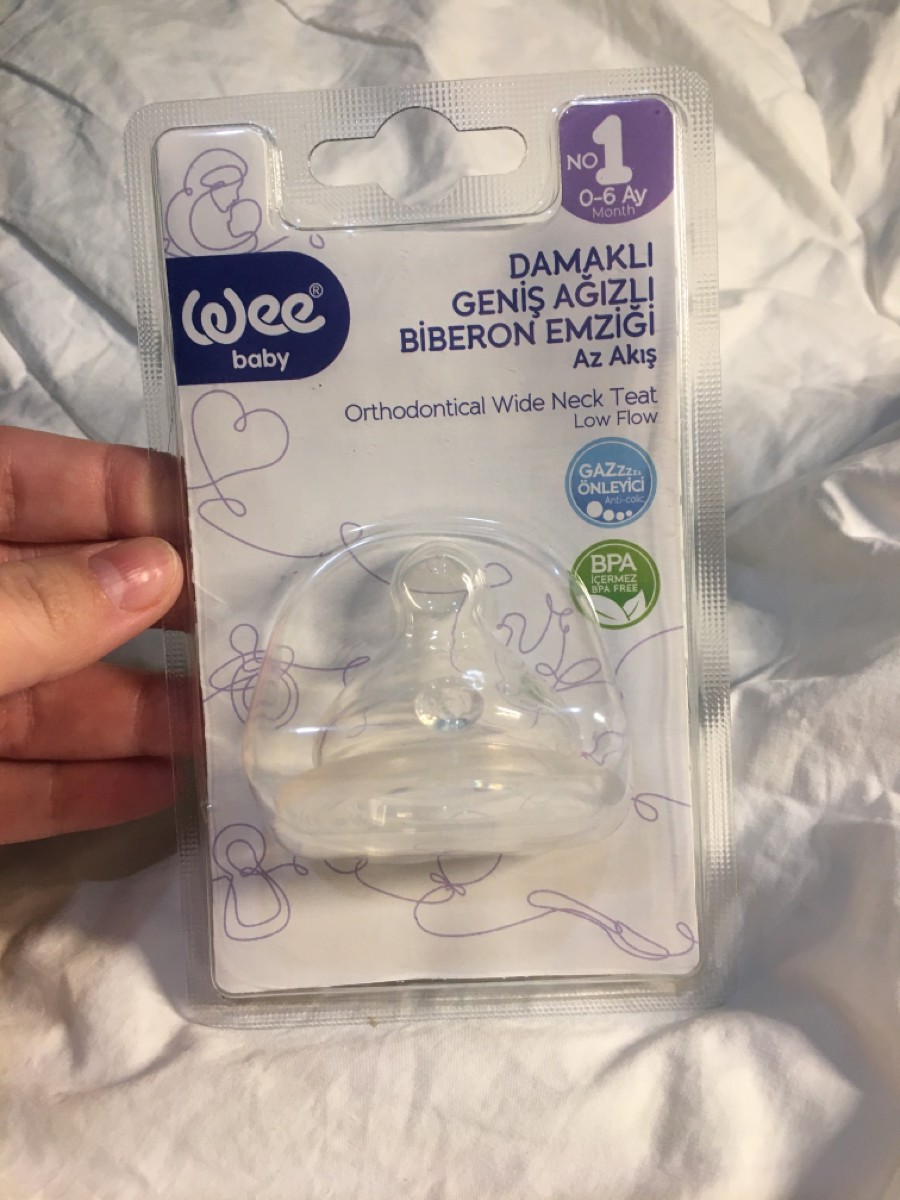 NO 1
0-6 Ay
Month
Wee®
baby
DAMAKLI
GENİŞ AĞIZLI
BİBERON EMZİĞİ
Az Akış
Orthodontical Wide Neck Teat
Low Flow
GAZzzzz
ÖNLEYİCİ
Anti-colic
BPA
İÇERMEZ
BPA FREE